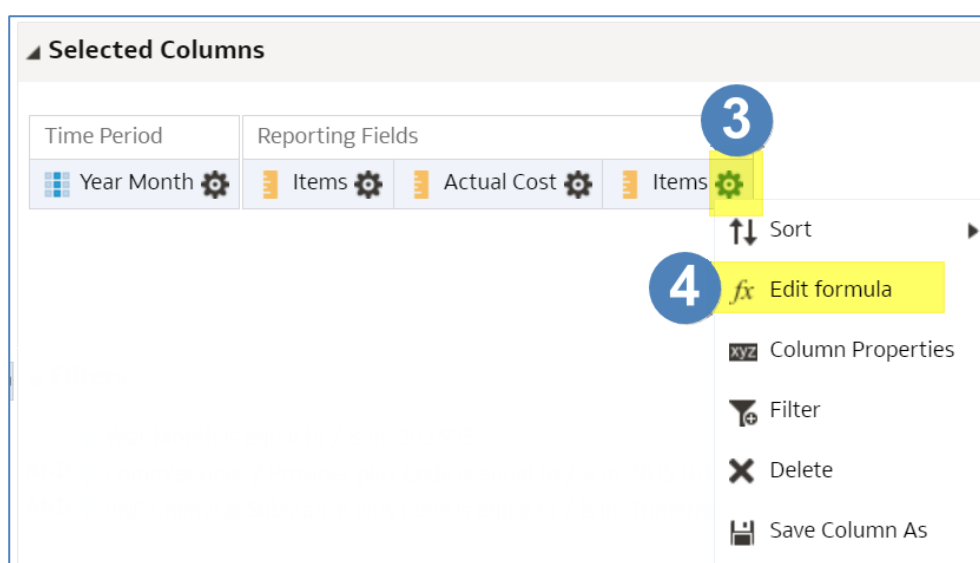 Selected Columns
3
Time Period Reporting Fields
Year Month Items Actual Cost Items
Sort
4 fx Edit formula
xyz Column Properties
Filter
Delete
Save Column As